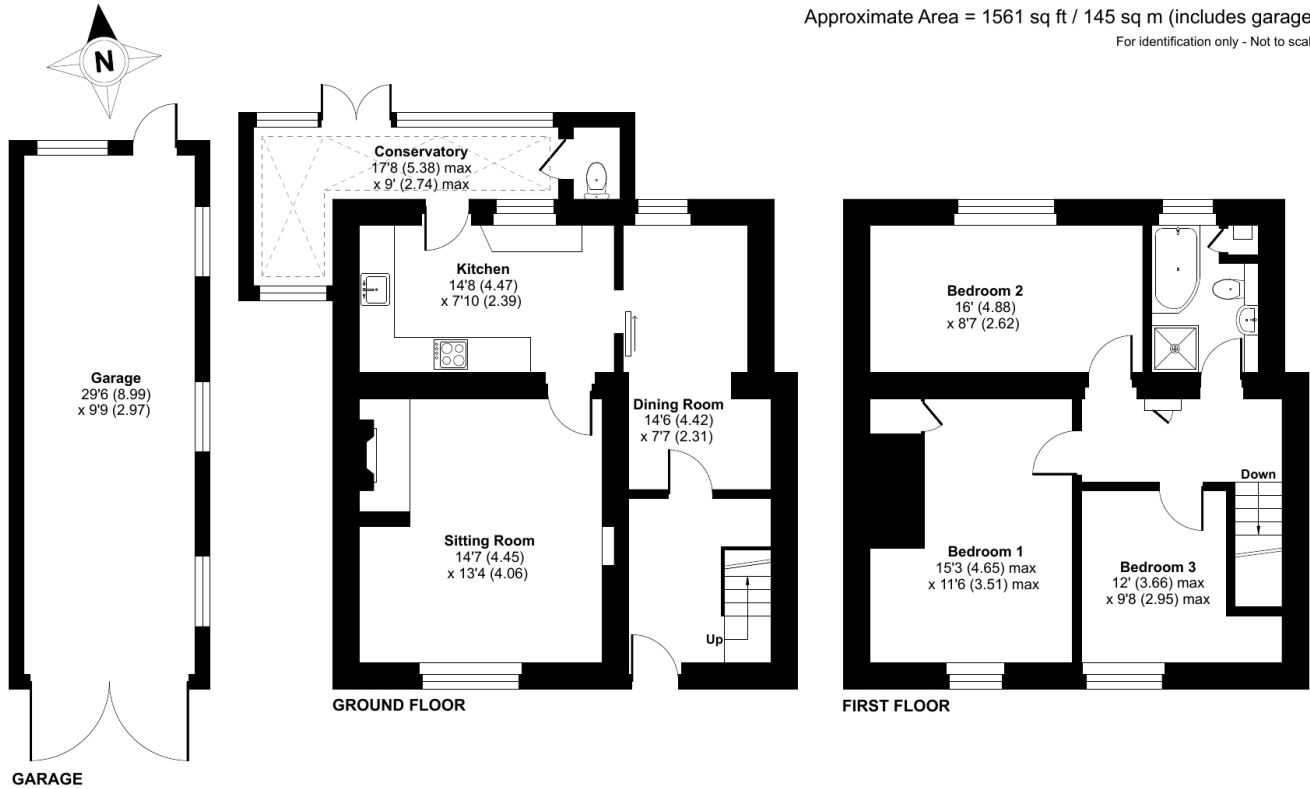 Approximate Area = 1561 sq ft / 145 sq m (includes garage
For identification only - Not to scal
N
Conservatory
17'8 (5.38) max
x 9' (2.74) max
Kitchen
14'8 (4.47)
x 7'10 (2.39)
Bedroom 2
16' (4.88)
x 8'7 (2.62)
Garage
29'6 (8.99)
x 9'9 (2.97)
Dining Room
14'6 (4.42)
x 7'7 (2.31)
Down
Sitting Room
14'7 (4.45)
x 13'4 (4.06)
Bedroom 1
15'3 (4.65) max
x 11'6 (3.51) max
Bedroom 3
12' (3.66) max
x 9'8 (2.95) max
Up
GROUND FLOOR
FIRST FLOOR
GARAGE